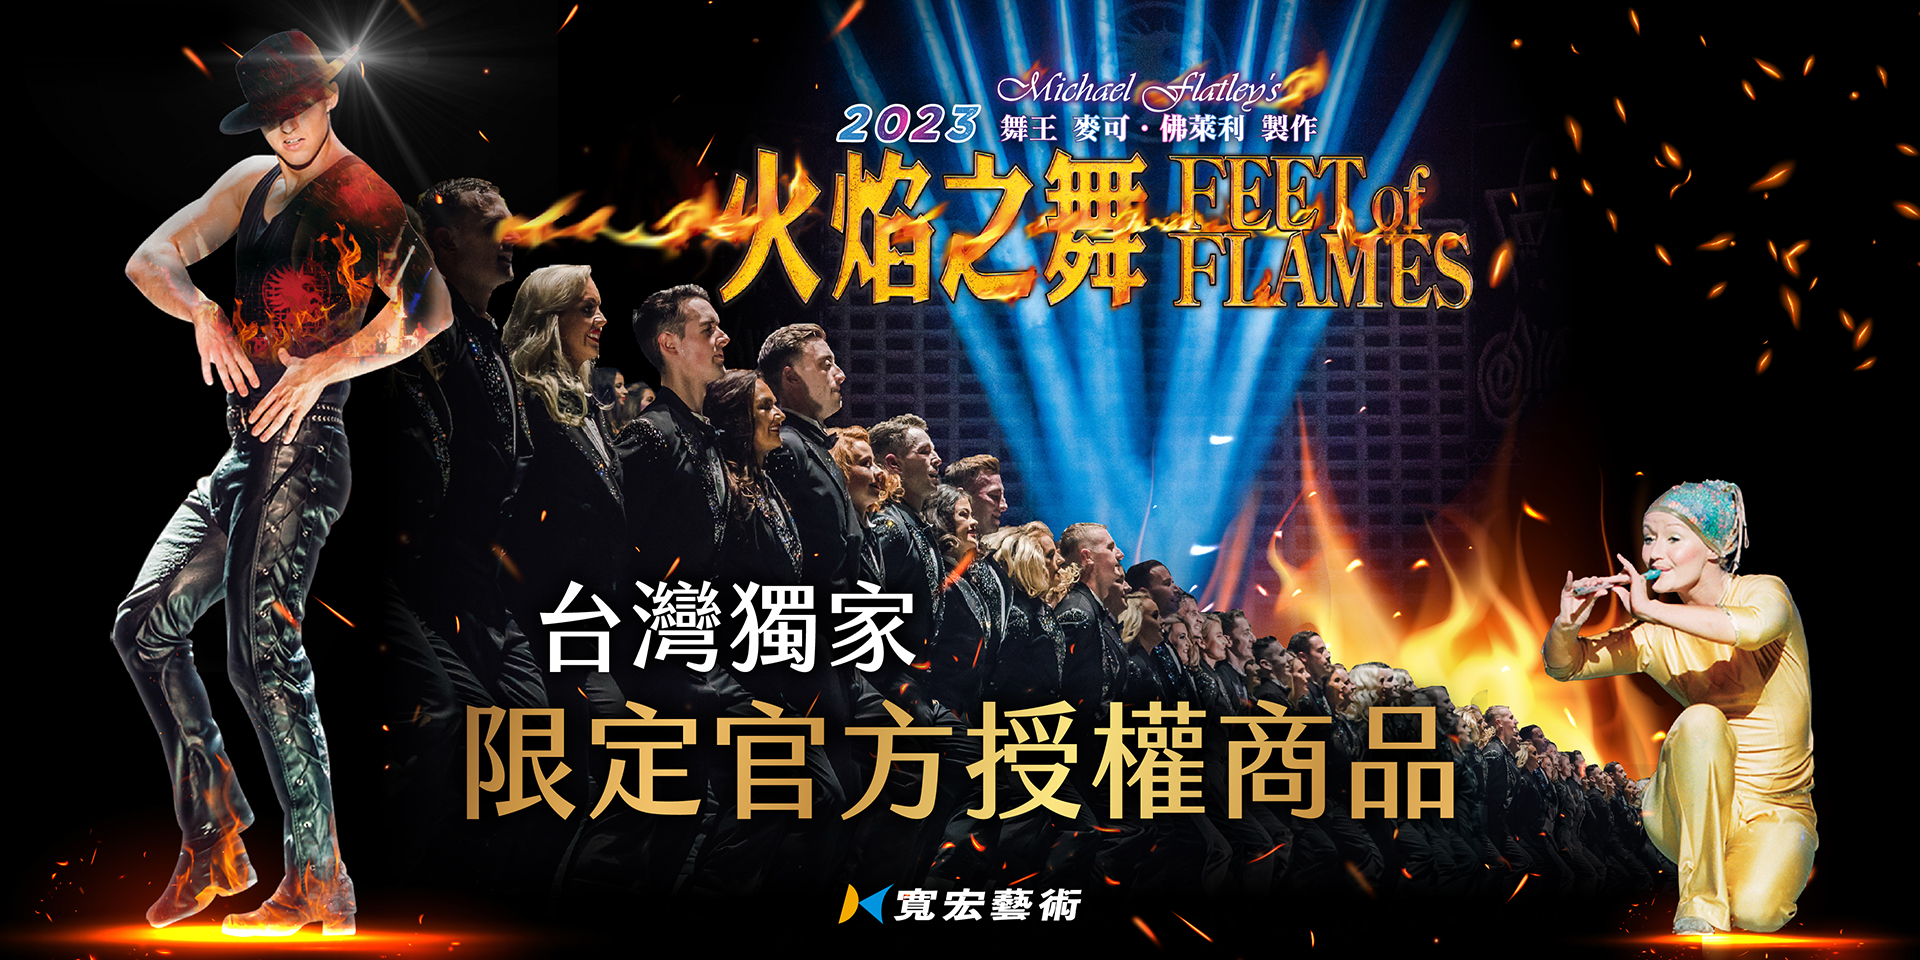 Michael Flatley's
2023 舞王 麥可・佛萊利 製作
火焰之舞 FEET of FLAMES
台灣獨家
限定官方授權商品
寬宏藝術